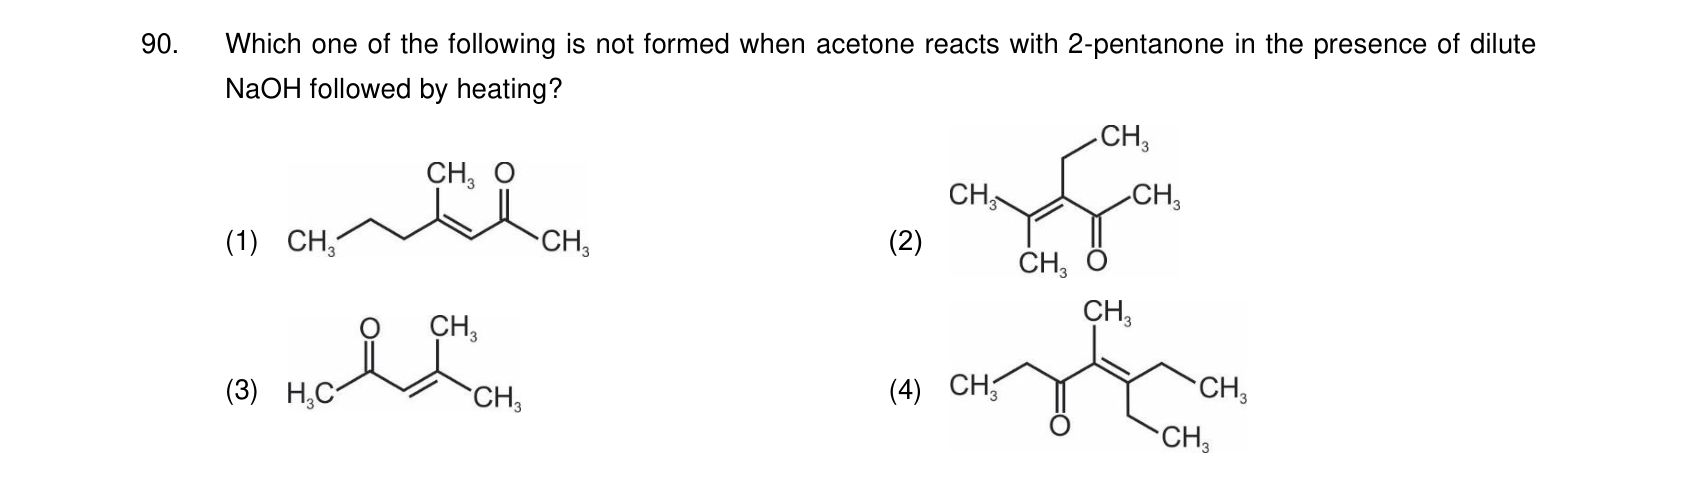 90. Which one of the following is not formed when acetone reacts with 2-pentanone in the presence of dilute
NaOH followed by heating?
(1) CH₃ CH₃ O CH₃
(2) CH₃ CH₃ CH₃ CH₃ O
(3) H₃C O CH₃ CH₃
(4) CH₃ O CH₃ CH₃ CH₃